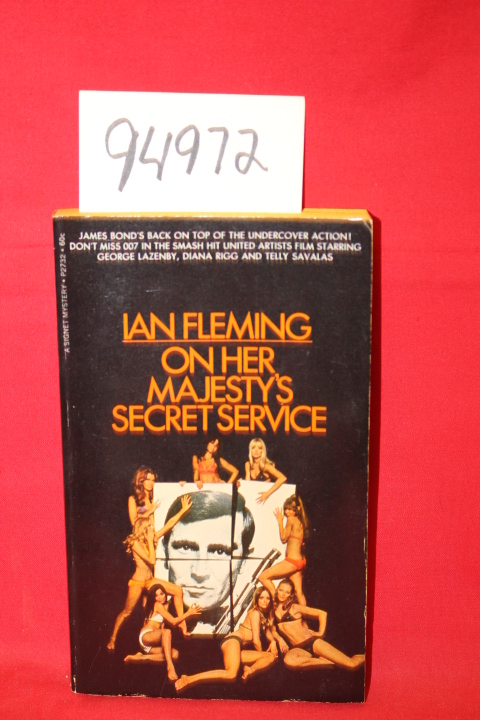 94972
JAMES BOND'S BACK ON TOP OF THE UNDERCOVER ACTION!
DON'T MISS 007 IN THE SMASH HIT UNITED ARTISTS FILM STARRING
GEORGE LAZENBY, DIANA RIGG AND TELLY SAVALAS
A SIGNET MYSTERY • P2732 • 60c
IAN FLEMING
ON HER
MAJESTY'S
SECRET SERVICE